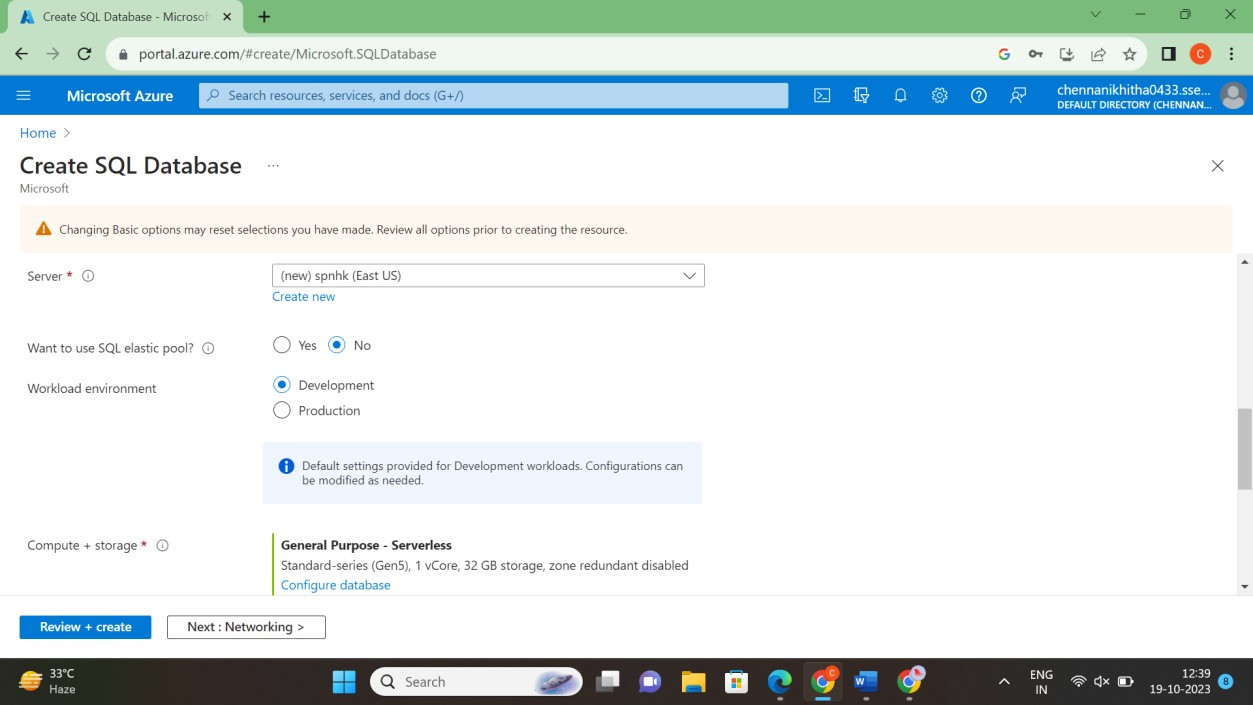 Create SQL Database - Microsof
portal.azure.com/#create/Microsoft.SQLDatabase
C
Microsoft Azure
Search resources, services, and docs (G+/)
chennanikhitha0433.sse...
DEFAULT DIRECTORY (CHENNAN...
Home >
Create SQL Database ...
Microsoft
Changing Basic options may reset selections you have made. Review all options prior to creating the resource.
Server *
(new) spnhk (East US)
Create new
Want to use SQL elastic pool?
Yes
No
Workload environment
Development
Production
Default settings provided for Development workloads. Configurations can
be modified as needed.
Compute + storage *
General Purpose - Serverless
Standard-series (Gen5), 1 vCore, 32 GB storage, zone redundant disabled
Configure database
Review + create
Next : Networking >
33°C
Haze
Search
ENG
IN
12:39
19-10-2023
8